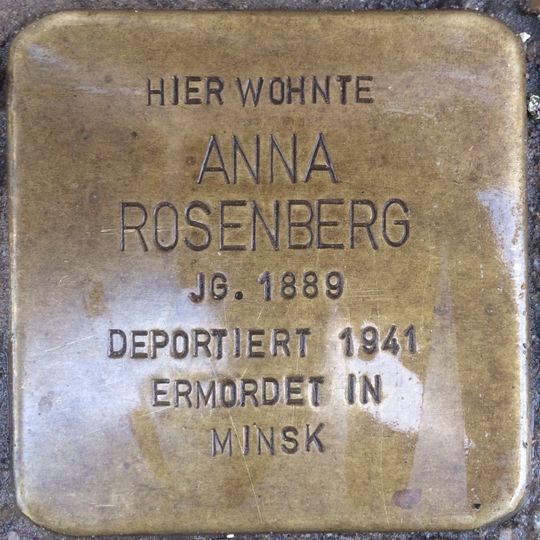 HIER WOHNTE
ANNA
ROSENBERG
JG. 1889
DEPORTIERT 1941
ERMORDET IN
MINSK